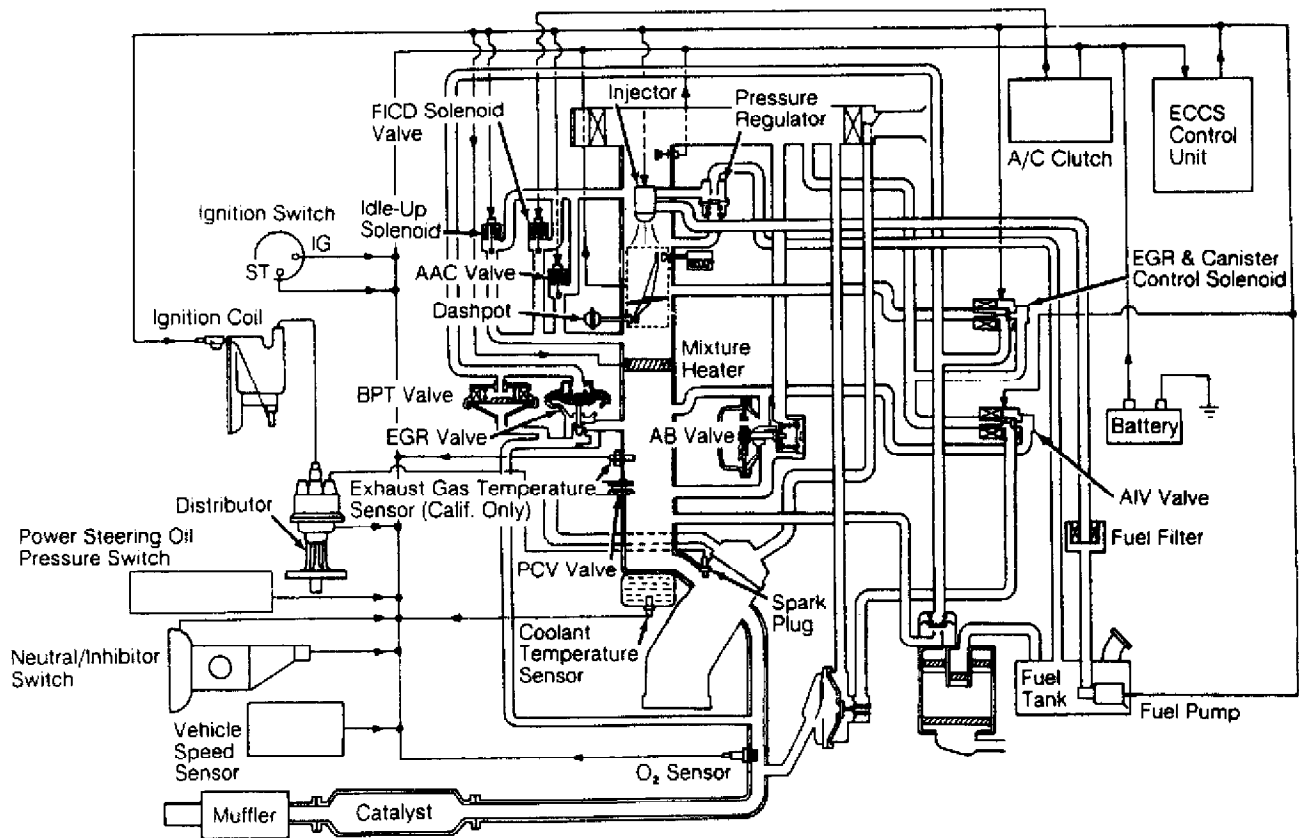 Injector
Pressure
Regulator
FICD Solenoid
Valve
ECCS
Control
Unit
A/C Clutch
Ignition Switch
IG
ST
Idle-Up
Solenoid
AAC Valve
Dashpot
EGR & Canister
Control Solenoid
Ignition Coil
Mixture
Heater
BPT Valve
EGR Valve
AB Valve
Battery
Exhaust Gas Temperature
Sensor (Calif. Only)
AIV Valve
Distributor
Fuel Filter
Power Steering Oil
Pressure Switch
PCV Valve
Spark
Plug
Coolant
Temperature
Sensor
Neutral/Inhibitor
Switch
Fuel
Tank
Fuel Pump
Vehicle
Speed
Sensor
O₂ Sensor
Muffler
Catalyst